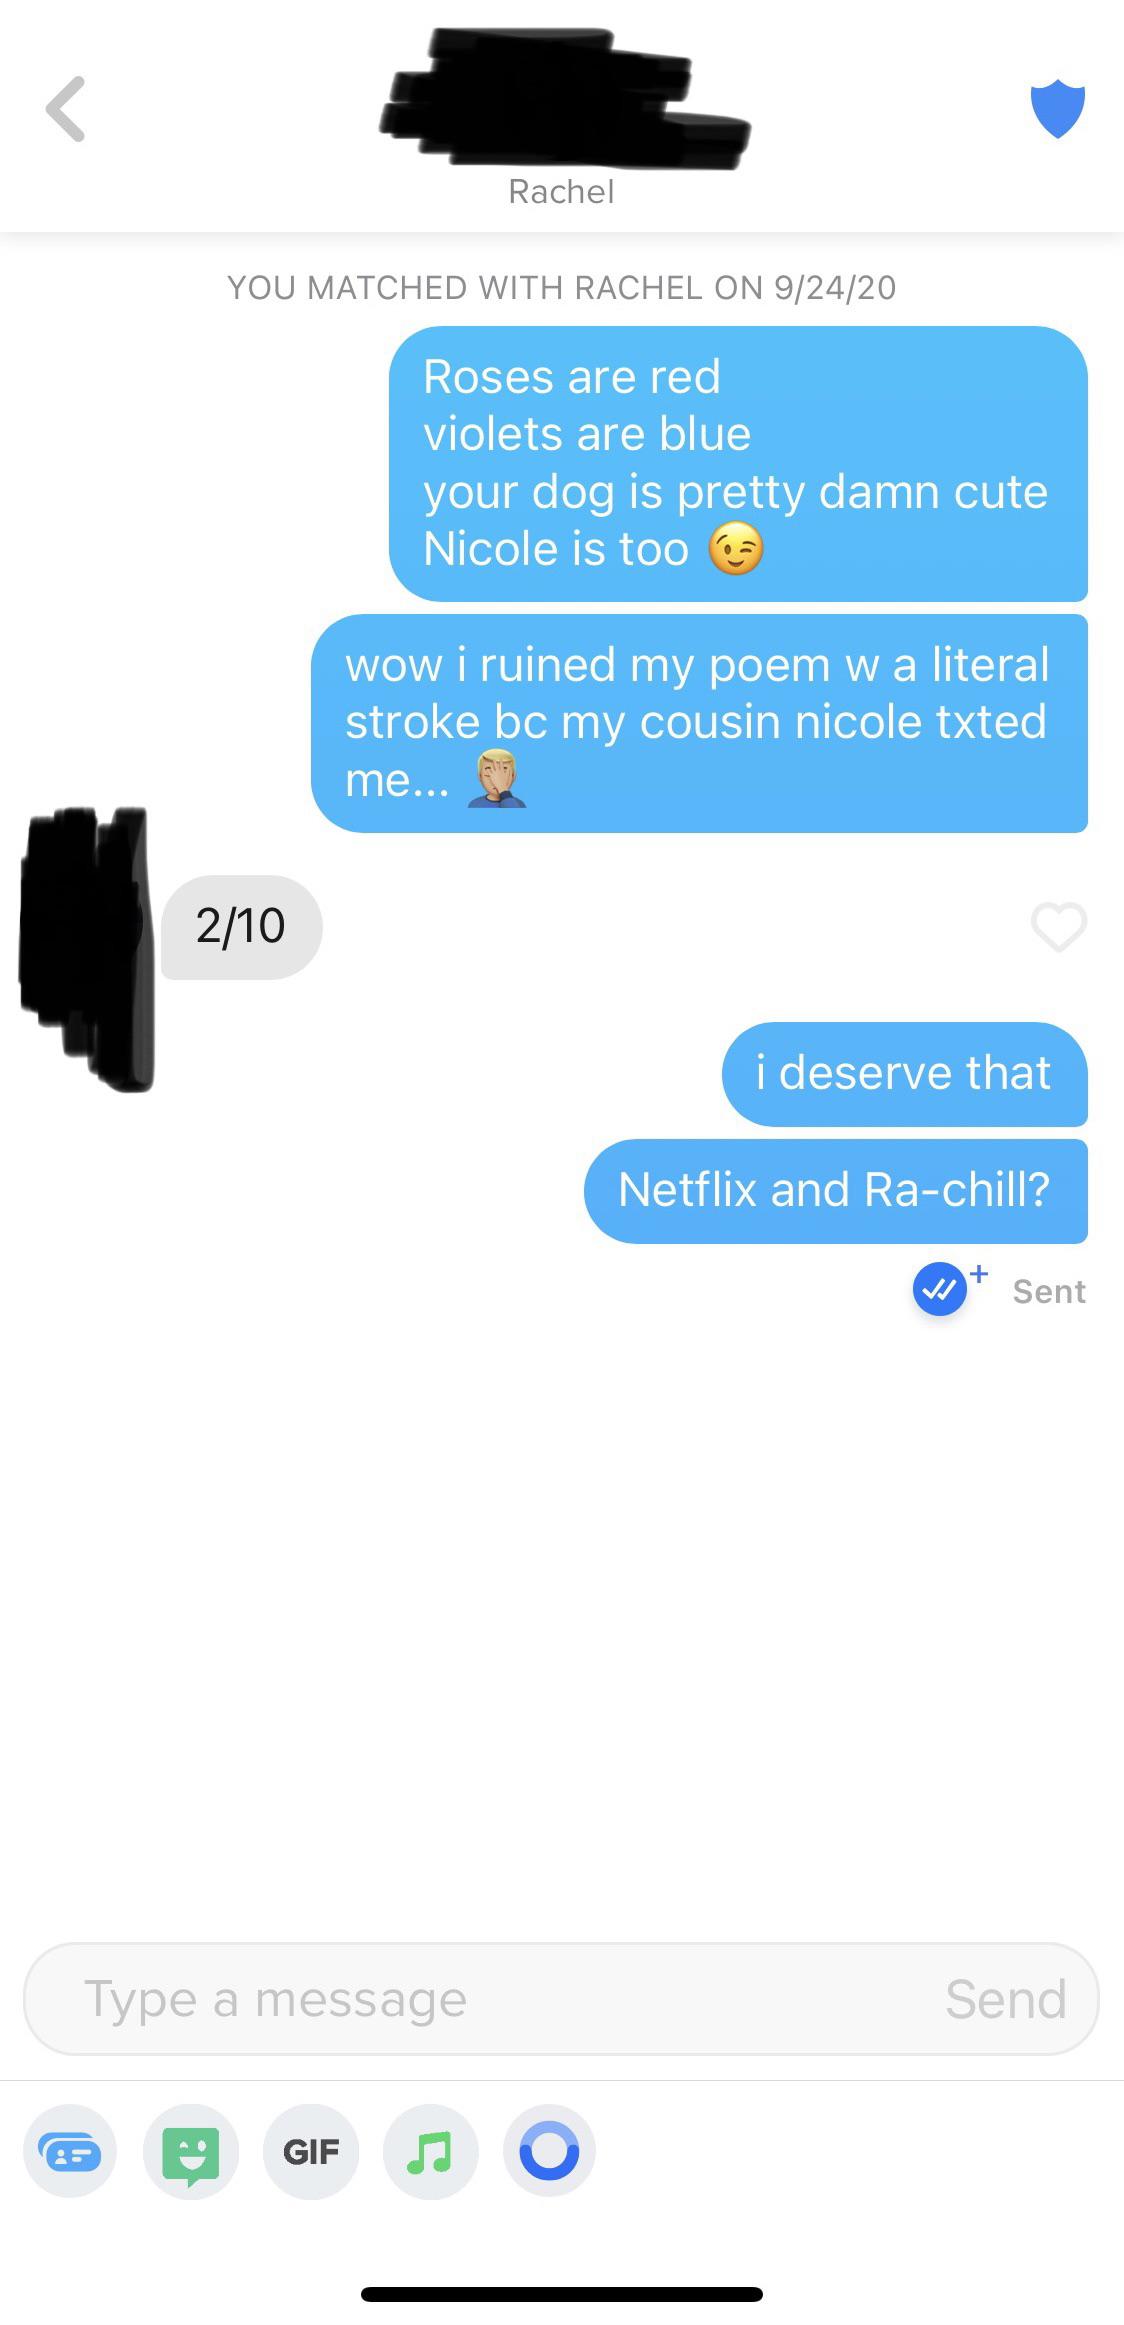 Rachel
YOU MATCHED WITH RACHEL ON 9/24/20
Roses are red
violets are blue
your dog is pretty damn cute
Nicole is too 😉
wow i ruined my poem w a literal
stroke bc my cousin nicole txted
me... 🤦🏼‍♂️
2/10
i deserve that
Netflix and Ra-chill?
Sent
Type a message
Send
GIF